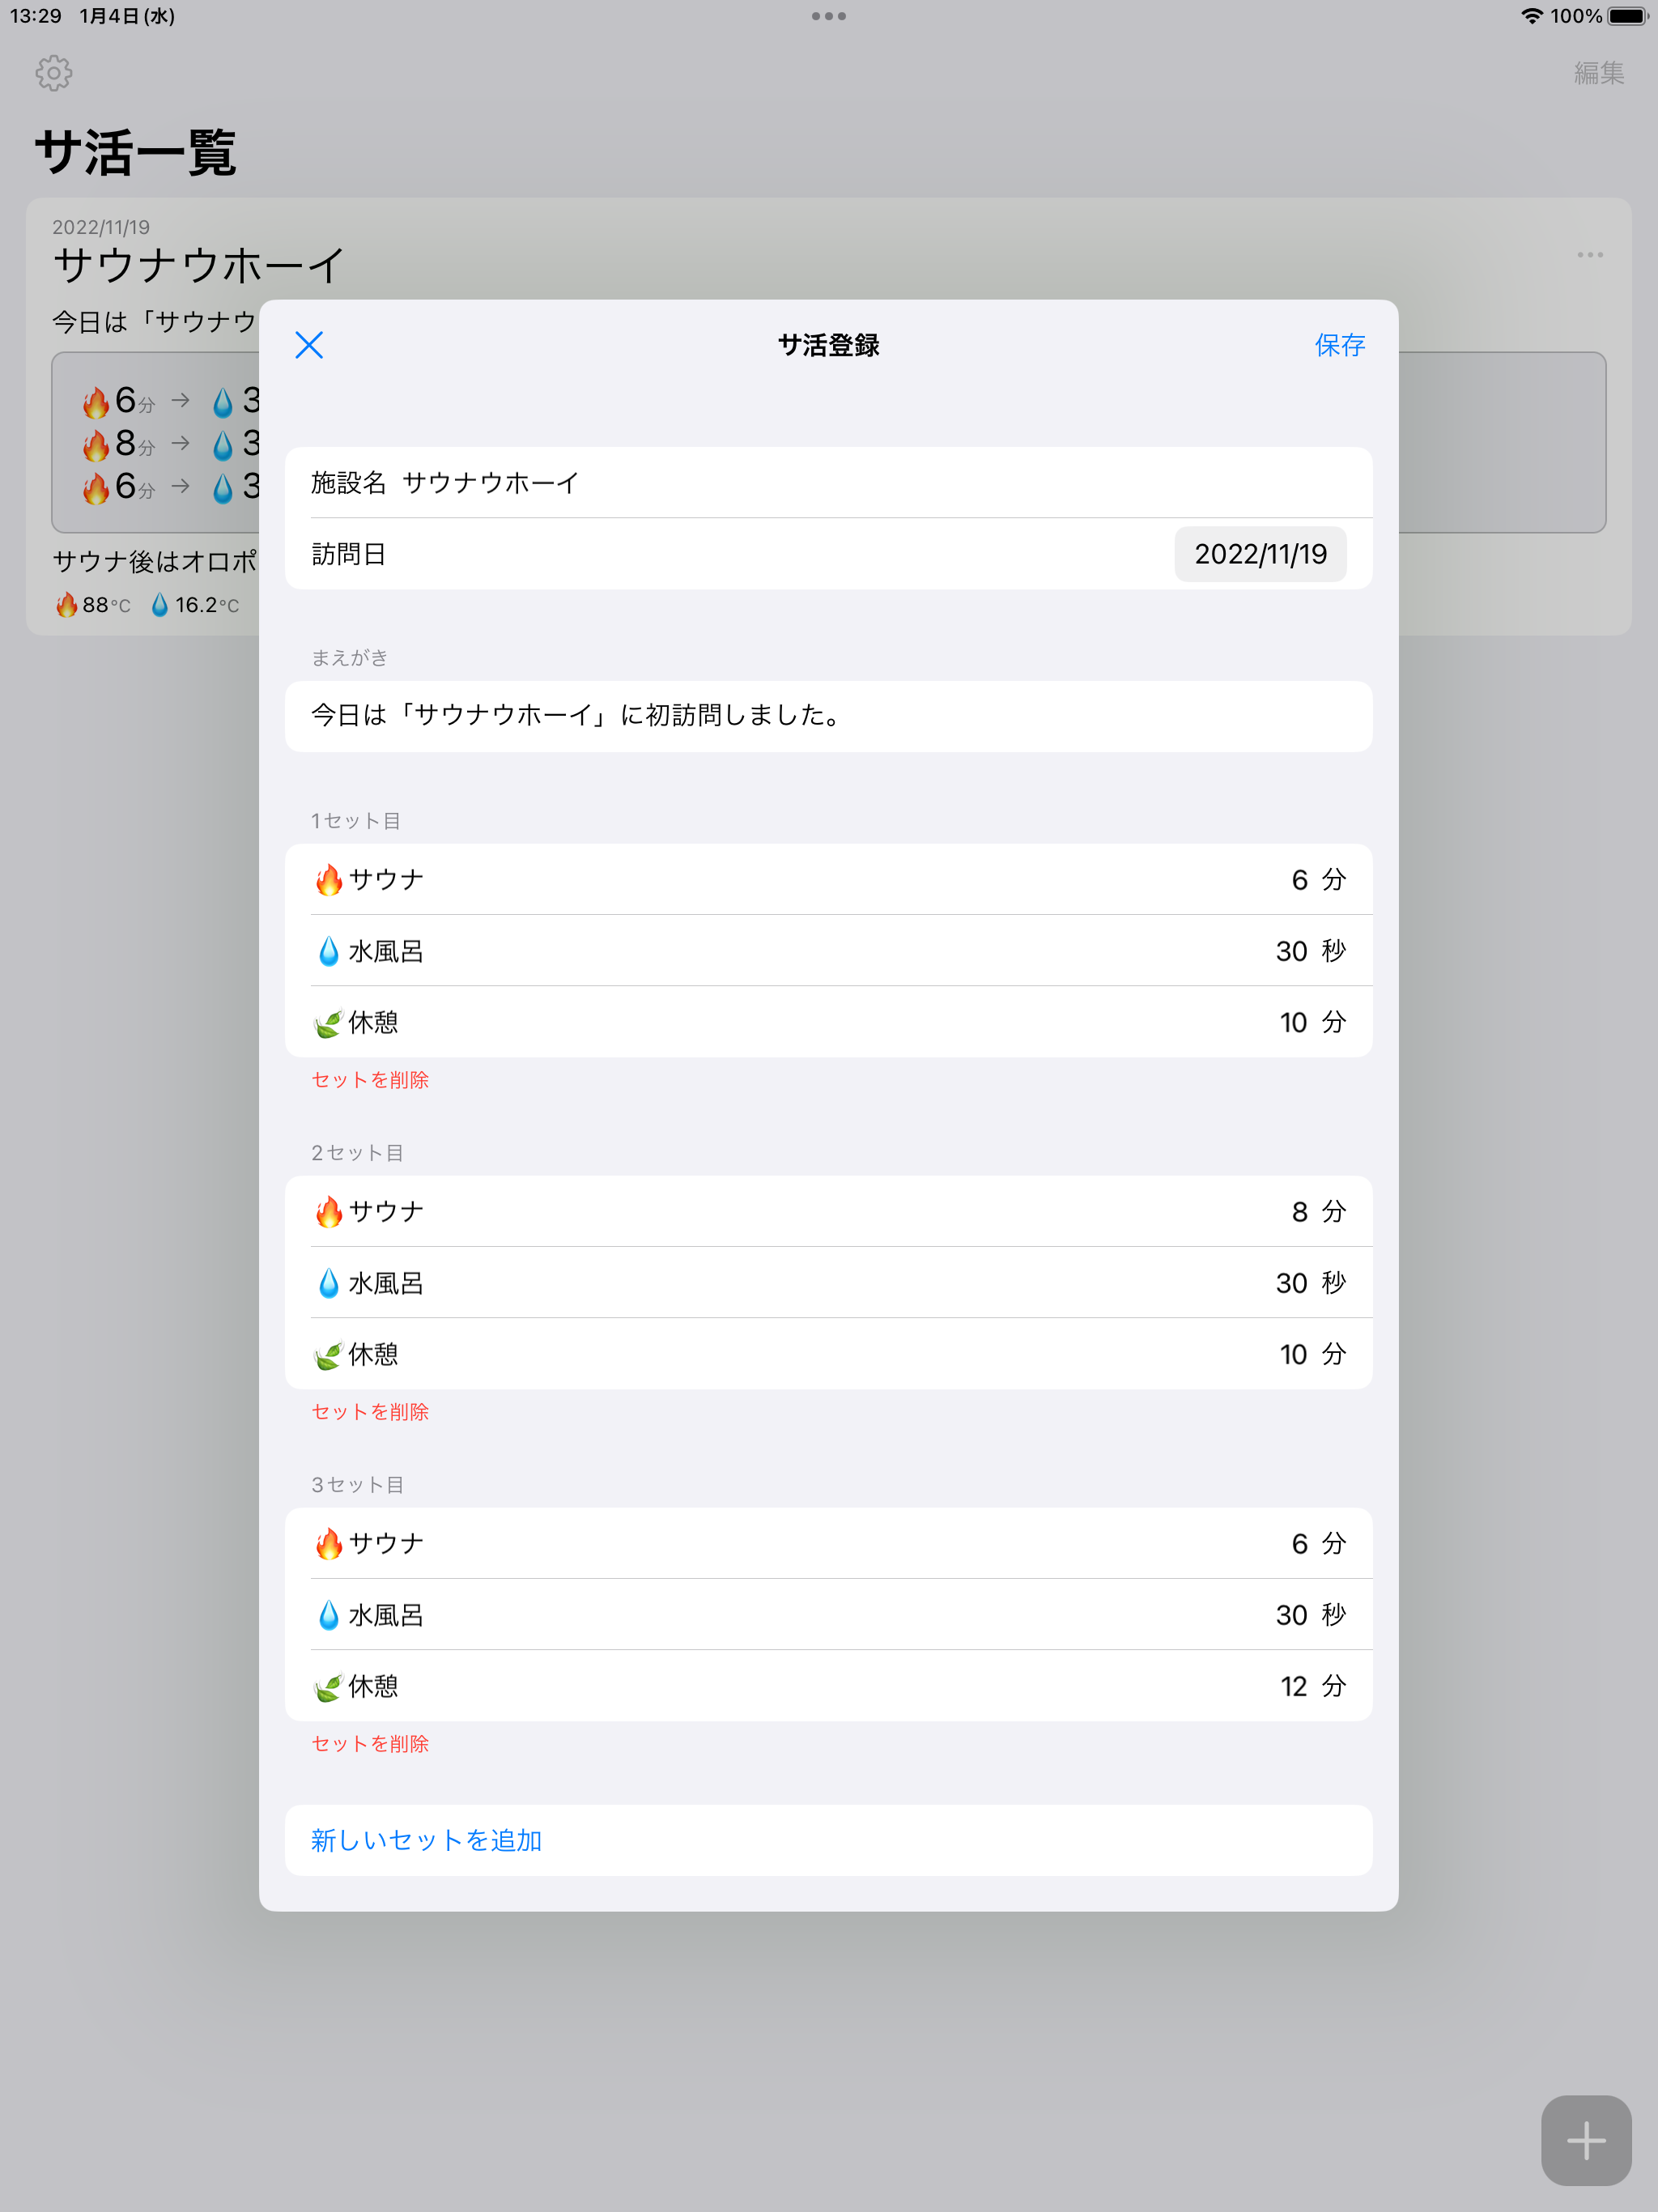 13:29 1月4日(水)
100%
編集
サ活一覧
2022/11/19
サウナウホーイ
今日は「サウナウ
🔥6分 → 💧3
🔥8分 → 💧3
🔥6分 → 💧3
サウナ後はオロポ
🔥88℃ 💧16.2℃
サ活登録
保存
施設名 サウナウホーイ
訪問日 2022/11/19
まえがき
今日は「サウナウホーイ」に初訪問しました。
1セット目
🔥サウナ 6 分
💧水風呂 30 秒
🍃休憩 10 分
セットを削除
2セット目
🔥サウナ 8 分
💧水風呂 30 秒
🍃休憩 10 分
セットを削除
3セット目
🔥サウナ 6 分
💧水風呂 30 秒
🍃休憩 12 分
セットを削除
新しいセットを追加